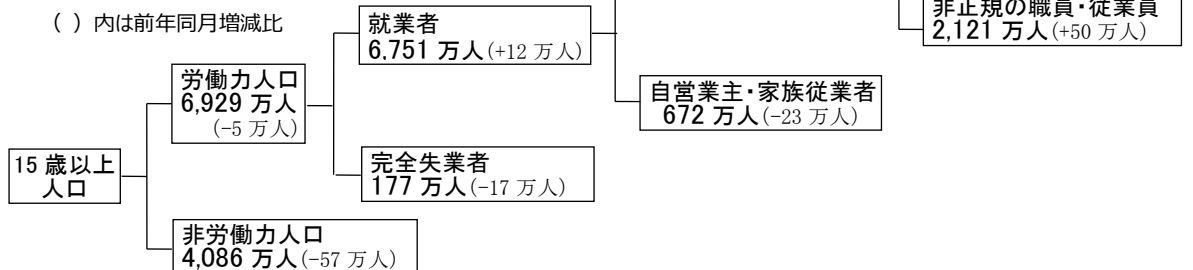 ( ) 内は前年同月増減比
非正規の職員・従業員
2,121 万人(+50 万人)
就業者
6,751 万人(+12 万人)
労働力人口
6,929 万人
(-5 万人)
自営業主・家族従業者
672 万人(-23 万人)
15 歳以上
人口
完全失業者
177 万人(-17 万人)
非労働力人口
4,086 万人(-57 万人)